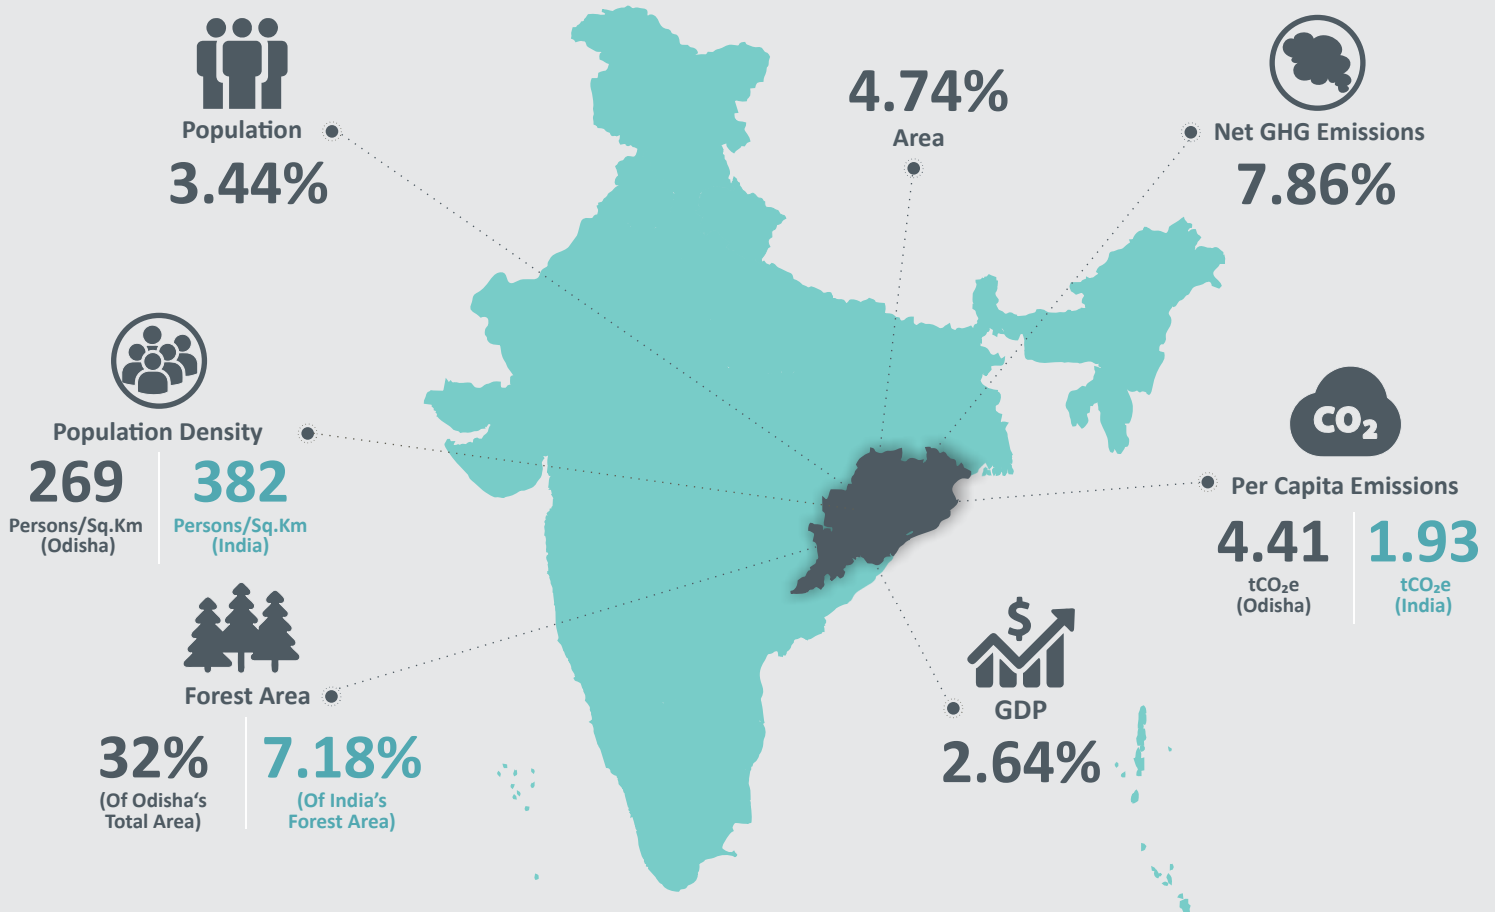 Population
3.44%
4.74%
Area
Net GHG Emissions
7.86%
Population Density
269
Persons/Sq.Km
(Odisha)
382
Persons/Sq.Km
(India)
CO₂
Per Capita Emissions
4.41
tCO₂e
(Odisha)
1.93
tCO₂e
(India)
Forest Area
32%
(Of Odisha‘s
Total Area)
7.18%
(Of India’s
Forest Area)
$
GDP
2.64%